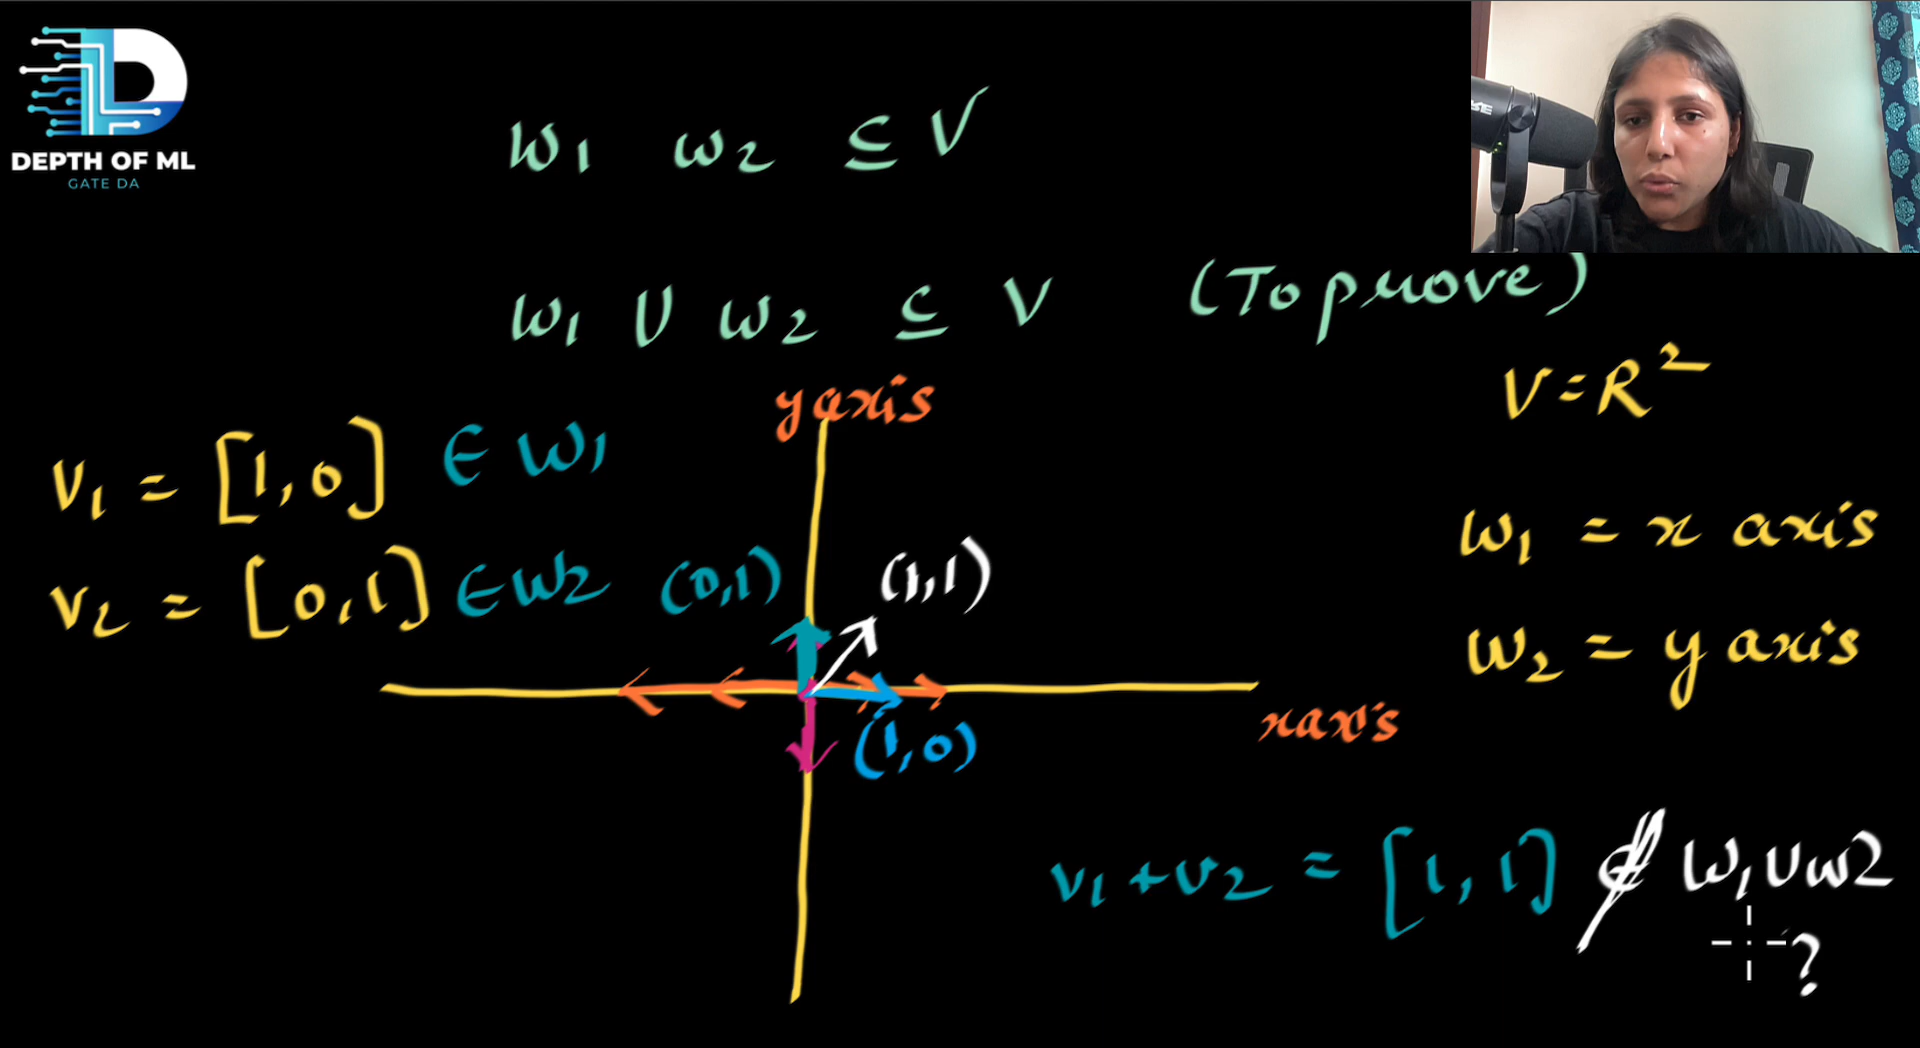 DEPTH OF ML
GATE DA
W1 W2 ⊆ V
W1 U W2 ⊆ V (To prove)
V = R²
y axis
V1 = [1, 0] ∈ W1
W1 = x axis
V2 = [0, 1] ∈ W2 (0,1)
(1,1)
W2 = y axis
x axis
(1, 0)
V1 + V2 = [1, 1] ∉ W1 U W2
?